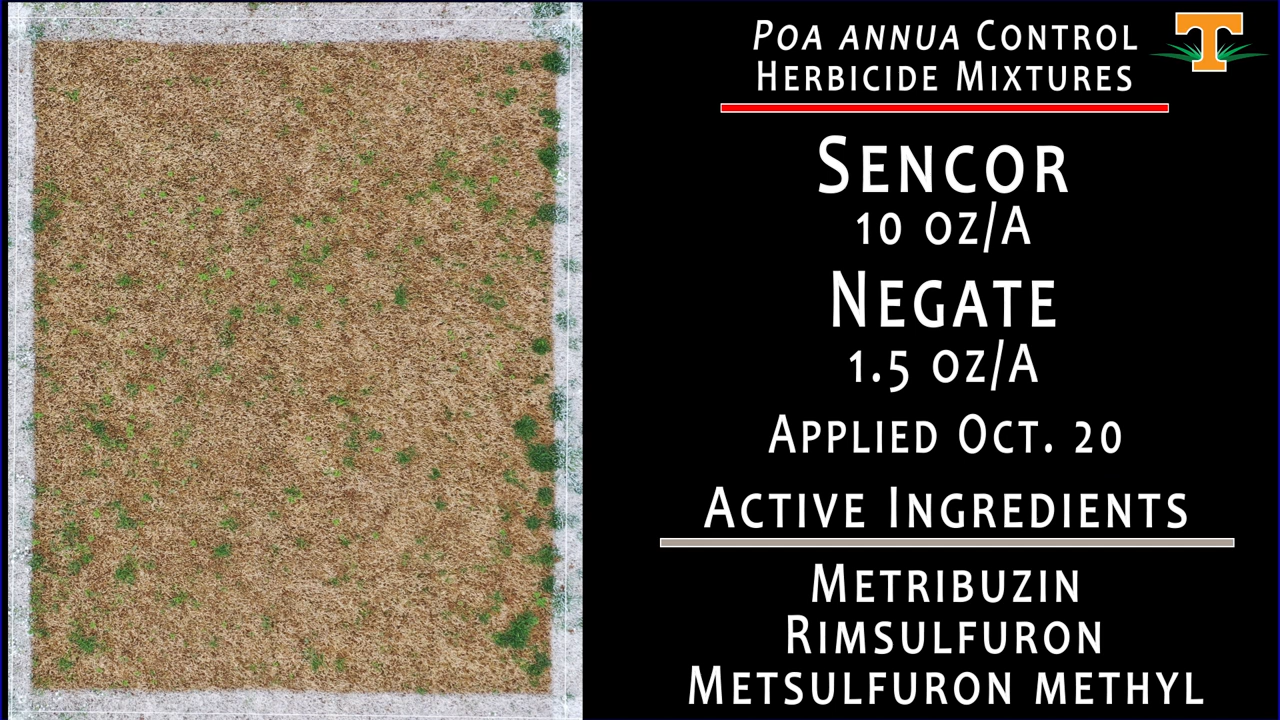 POA ANNUA CONTROL
HERBICIDE MIXTURES
T
SENCOR
10 OZ/A
NEGATE
1.5 OZ/A
APPLIED OCT. 20
ACTIVE INGREDIENTS
METRIBUZIN
RIMSULFURON
METSULFURON METHYL